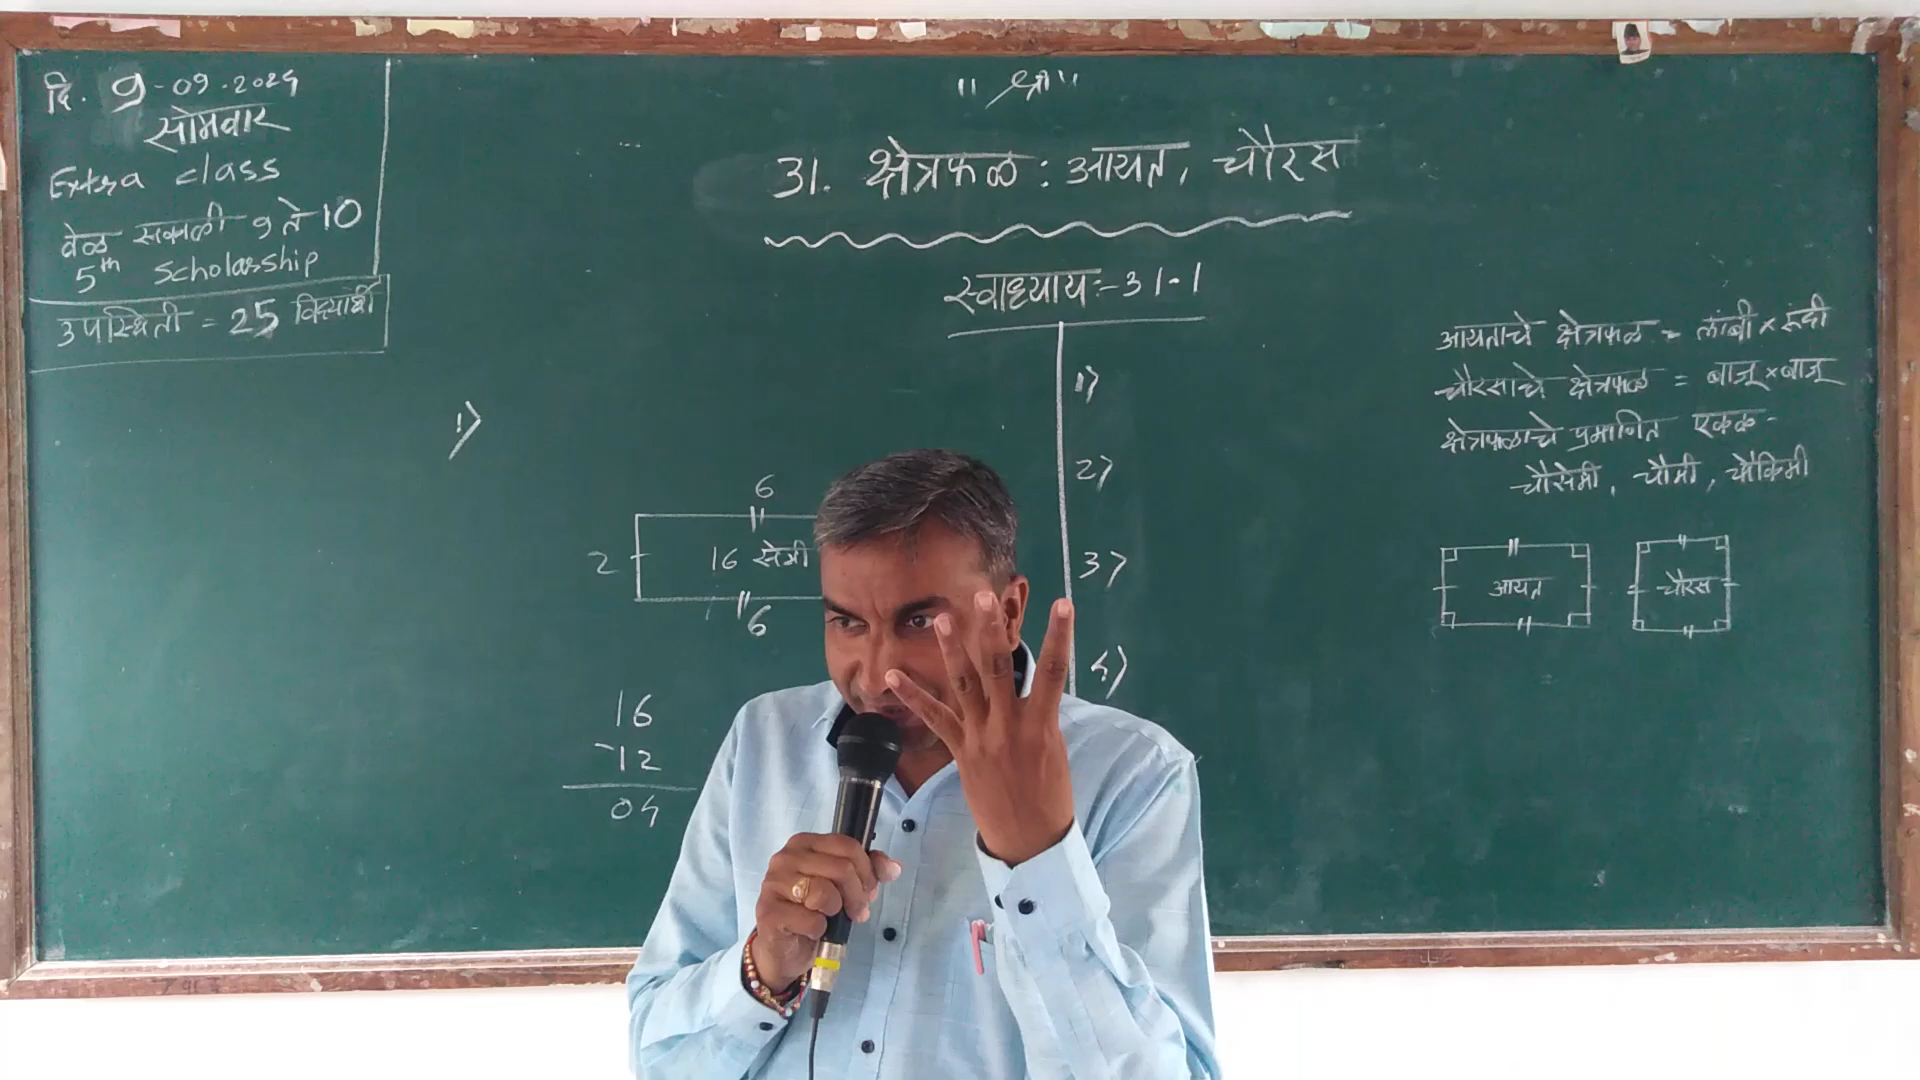 दि. 9-09-2024
सोमवार
Extra class
वेळ सकाळी 9 ते 10
5th Scholarship
उपस्थिती = 25 विद्यार्थी
"श्री"
31. क्षेत्रफळ : आयत, चौरस
स्वाध्याय :- 31.1
1)
6
2
16 सेमी
6
16
-12
04
1)
2)
3)
4)
आयताचे क्षेत्रफळ = लांबी × रुंदी
चौरसाचे क्षेत्रफळ = बाजू × बाजू
क्षेत्रफळाचे प्रमाणित एकक -
चौसेमी, चौमी, चौकिमी
आयत
चौरस